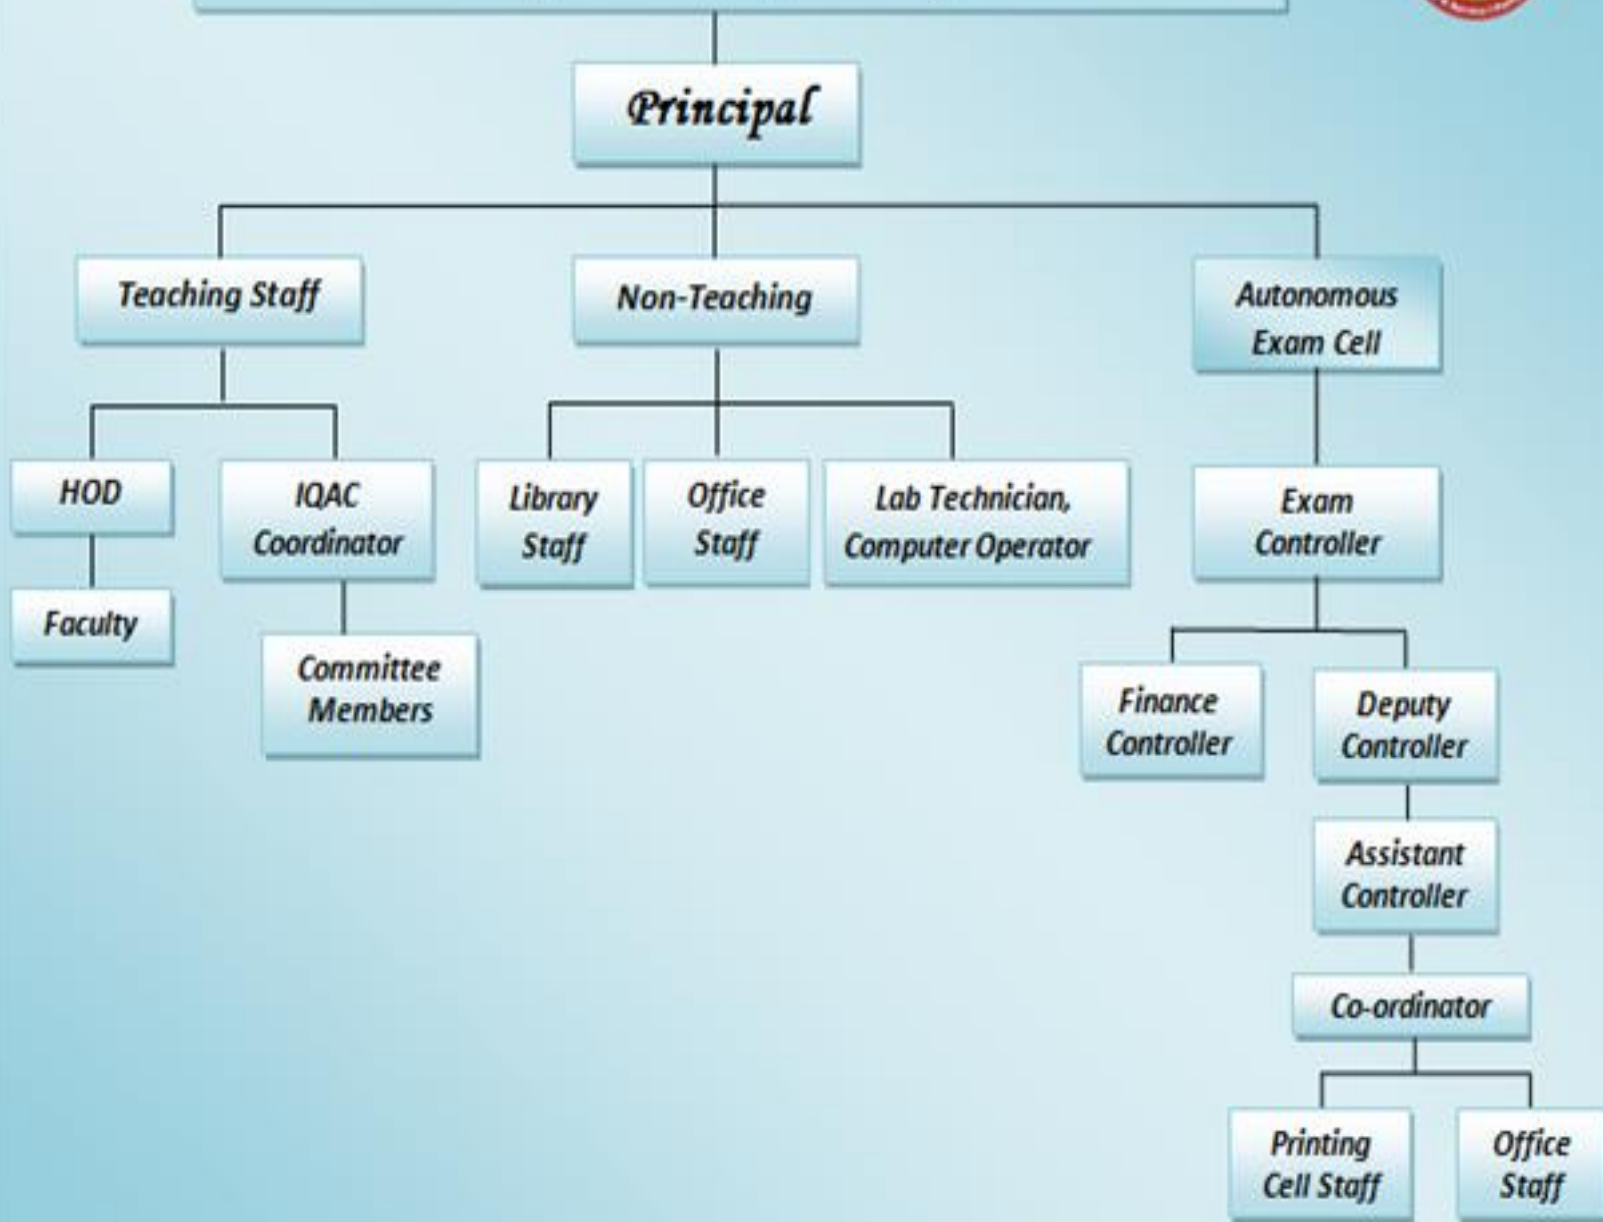 Principal
Teaching Staff
Non-Teaching
Autonomous
Exam Cell
HOD
IQAC
Coordinator
Library
Staff
Office
Staff
Lab Technician,
Computer Operator
Exam
Controller
Faculty
Committee
Members
Finance
Controller
Deputy
Controller
Assistant
Controller
Co-ordinator
Printing
Cell Staff
Office
Staff